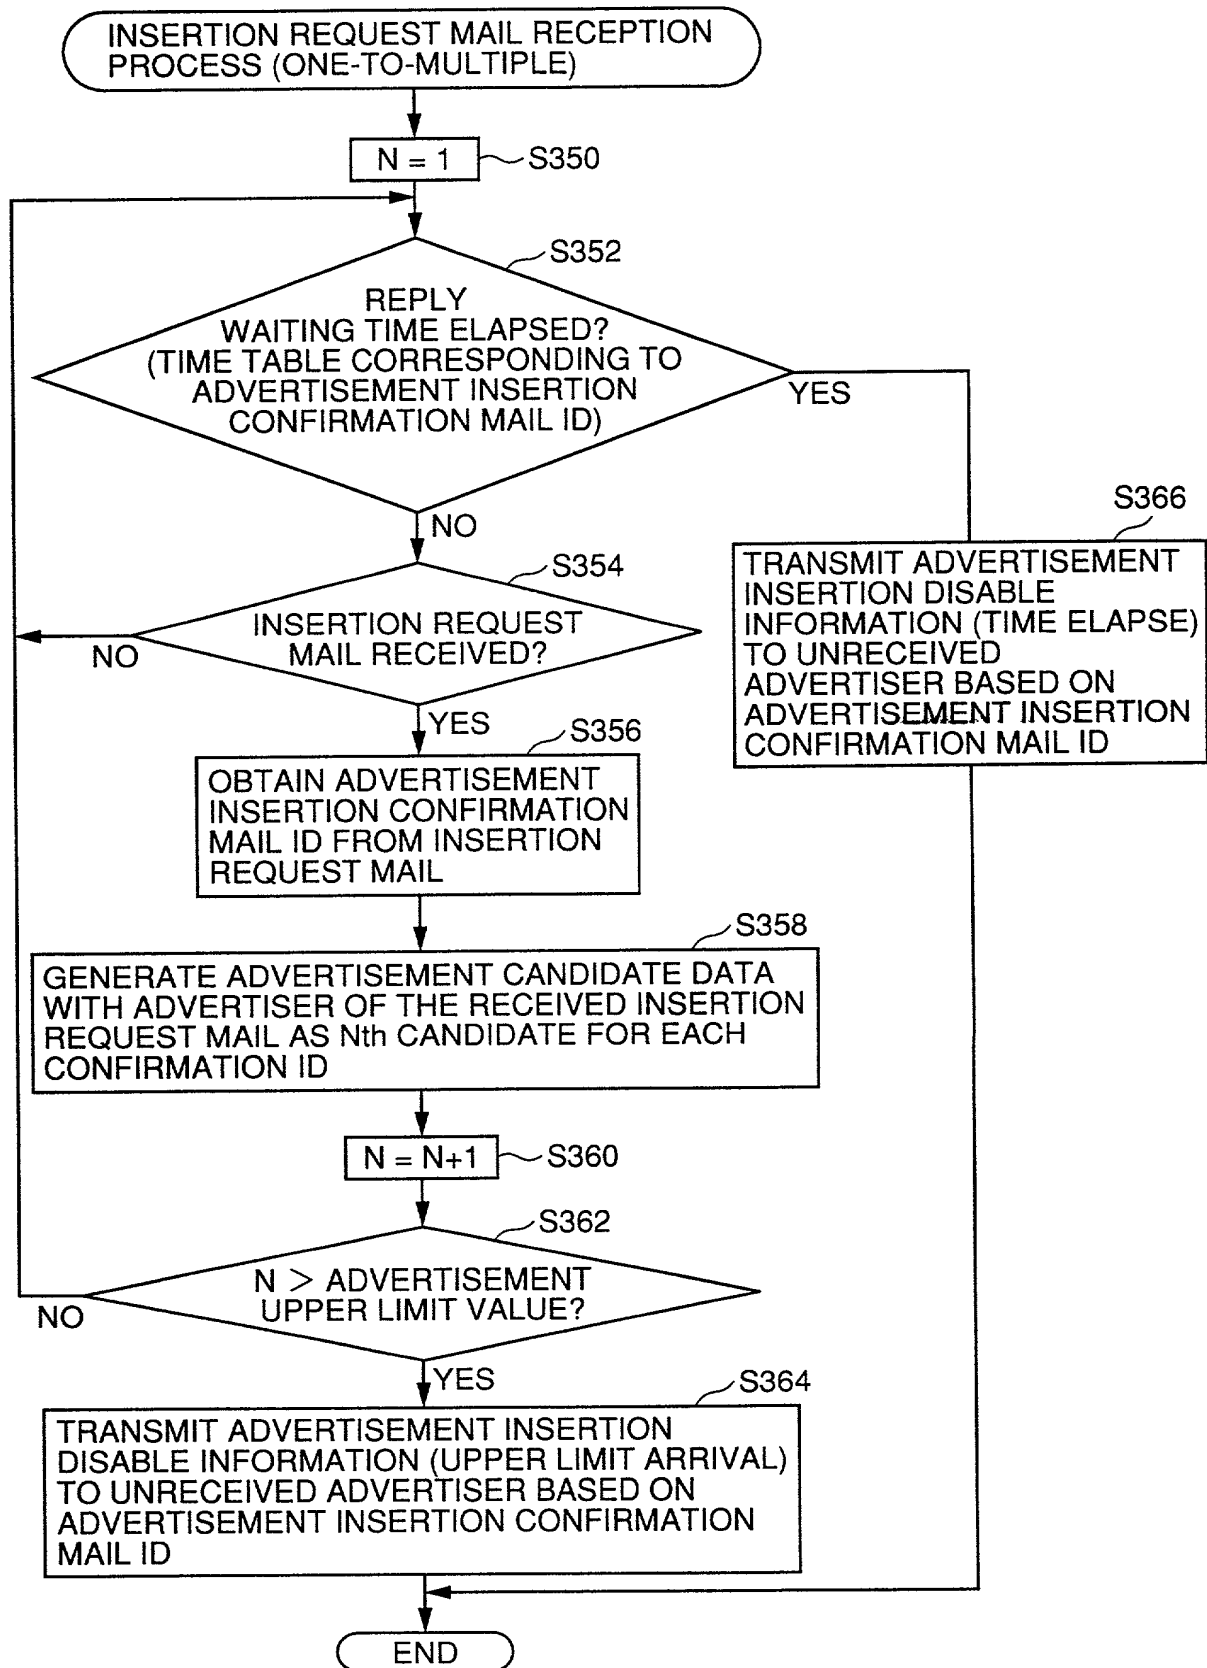 INSERTION REQUEST MAIL RECEPTION
PROCESS (ONE-TO-MULTIPLE)
N = 1
S350
S352
REPLY
WAITING TIME ELAPSED?
(TIME TABLE CORRESPONDING TO
ADVERTISEMENT INSERTION
CONFIRMATION MAIL ID)
YES
NO
S366
TRANSMIT ADVERTISEMENT
INSERTION DISABLE
INFORMATION (TIME ELAPSE)
TO UNRECEIVED
ADVERTISER BASED ON
ADVERTISEMENT INSERTION
CONFIRMATION MAIL ID
S354
INSERTION REQUEST
MAIL RECEIVED?
NO
YES
S356
OBTAIN ADVERTISEMENT
INSERTION CONFIRMATION
MAIL ID FROM INSERTION
REQUEST MAIL
S358
GENERATE ADVERTISEMENT CANDIDATE DATA
WITH ADVERTISER OF THE RECEIVED INSERTION
REQUEST MAIL AS Nth CANDIDATE FOR EACH
CONFIRMATION ID
N = N+1
S360
S362
N > ADVERTISEMENT
UPPER LIMIT VALUE?
NO
YES
S364
TRANSMIT ADVERTISEMENT INSERTION
DISABLE INFORMATION (UPPER LIMIT ARRIVAL)
TO UNRECEIVED ADVERTISER BASED ON
ADVERTISEMENT INSERTION CONFIRMATION
MAIL ID
END